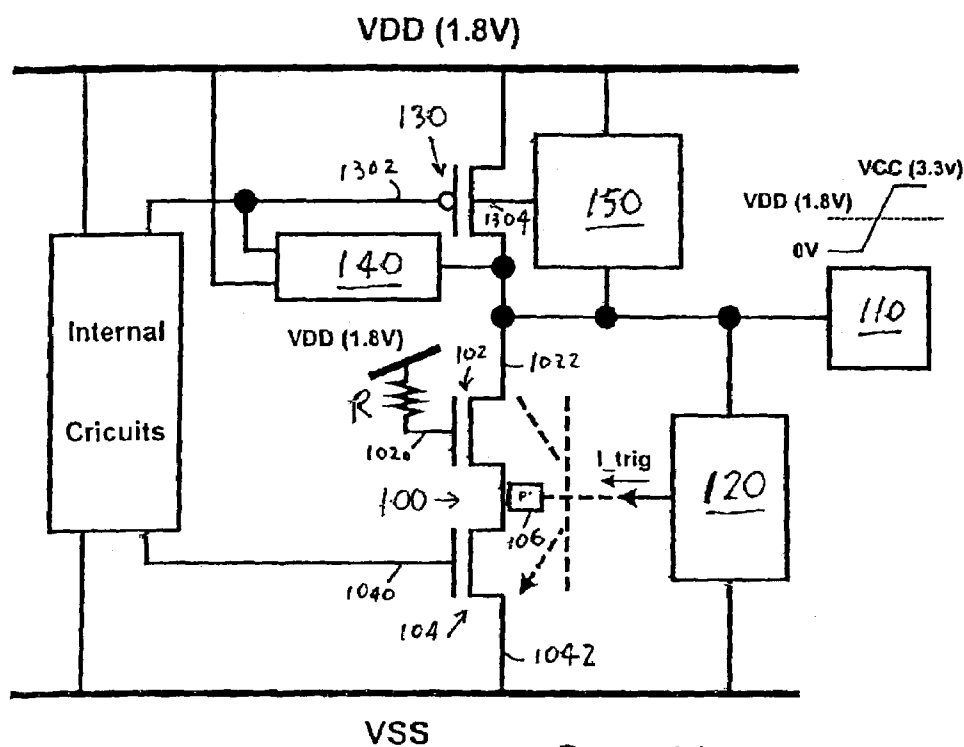 VDD (1.8V)
130
1302
1304
150
VCC (3.3v)
VDD (1.8V)
0V
140
110
Internal
Cricuits
VDD (1.8V)
R
102
1022
1020
I_trig
100
P+
106
120
1040
104
1042
VSS